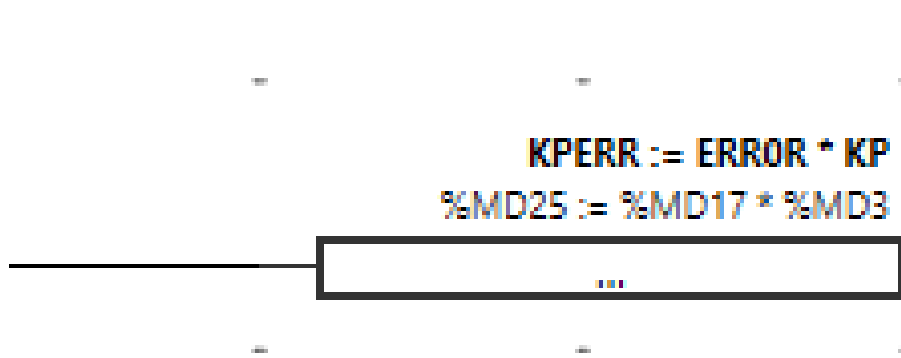 KPERR := ERROR * KP
%MD25 := %MD17 * %MD3
...